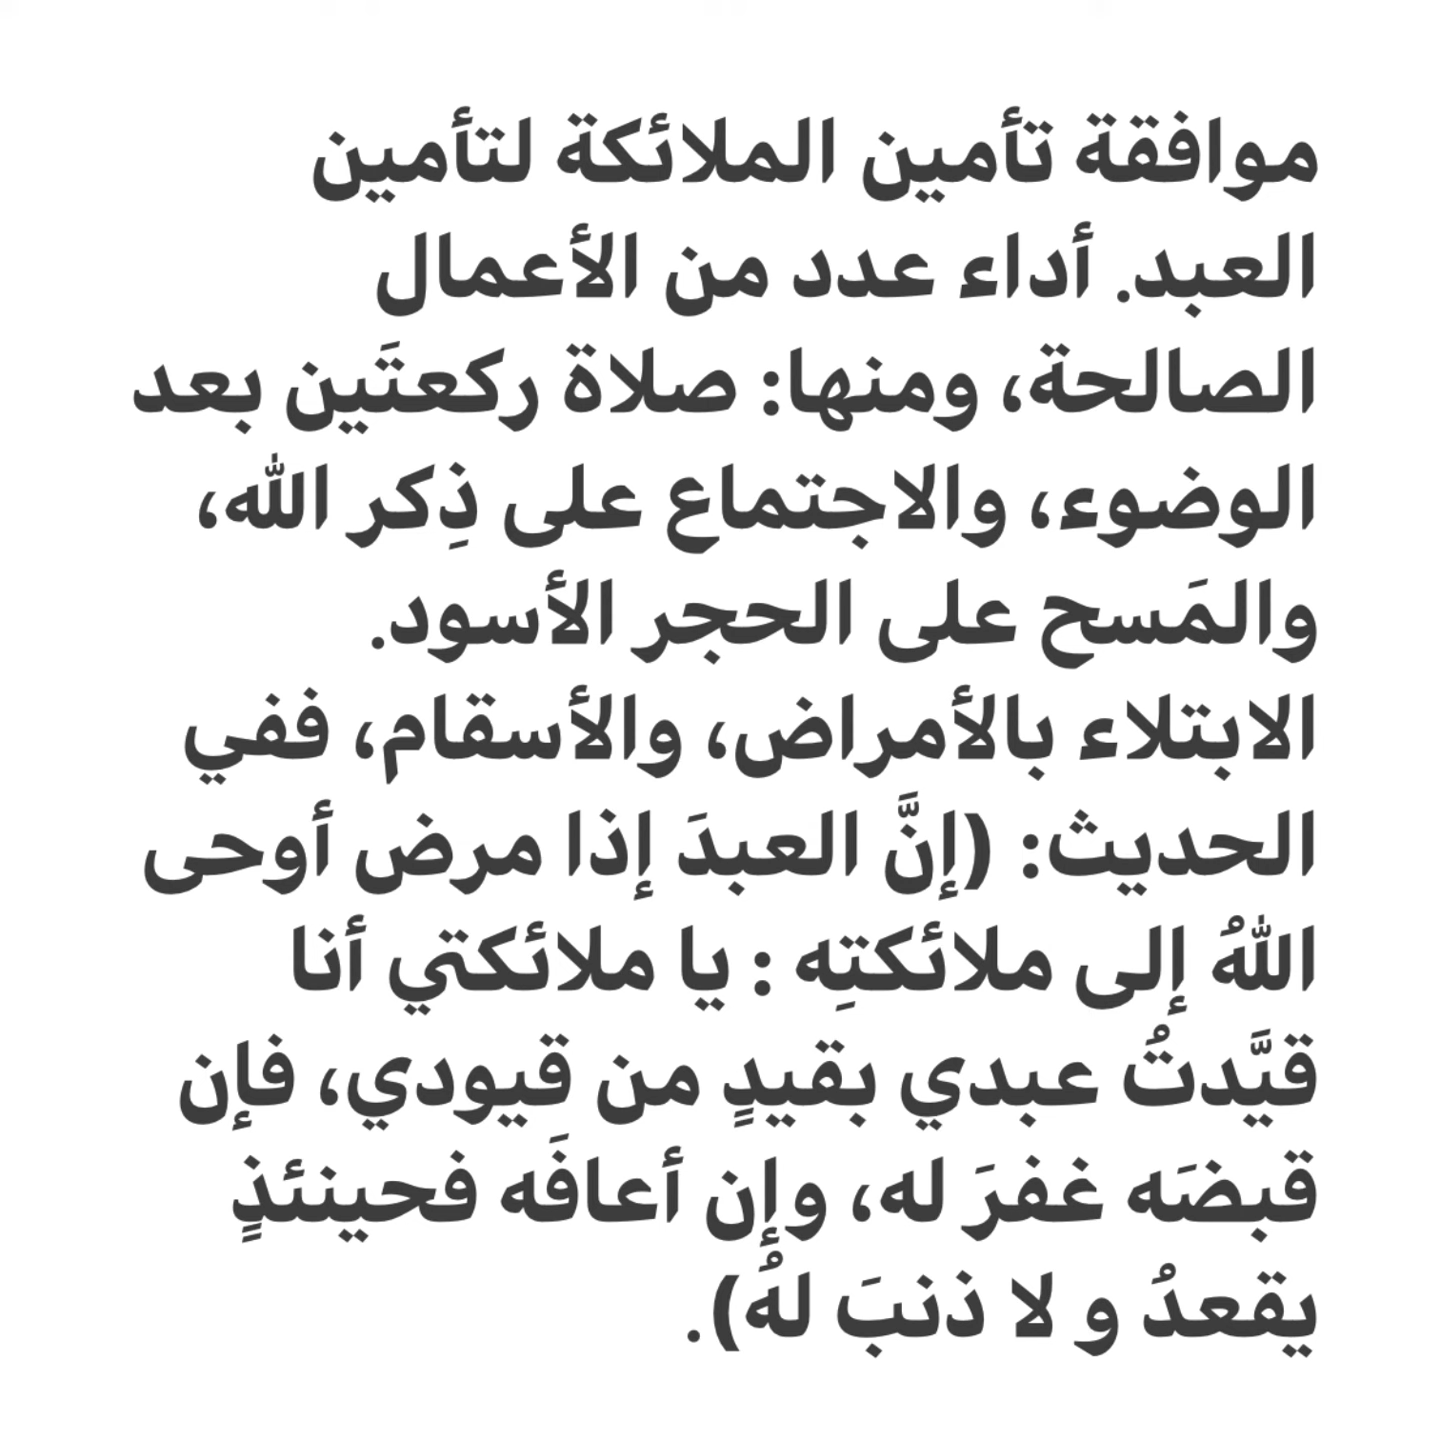 موافقة تأمين الملائكة لتأمين
العبد. أداء عدد من الأعمال
الصالحة، ومنها: صلاة ركعتَين بعد
الوضوء، والاجتماع على ذِكر الله،
والمَسح على الحجر الأسود.
الابتلاء بالأمراض، والأسقام، ففي
الحديث: (إنَّ العبدَ إذا مرض أوحى
اللهُ إلى ملائكتِه : يا ملائكتي أنا
قيَّدتُ عبدي بقيدٍ من قيودي، فإن
قبضَه غفرَ له، وإن أعافَه فحينئذٍ
يقعدُ و لا ذنبَ لهُ).